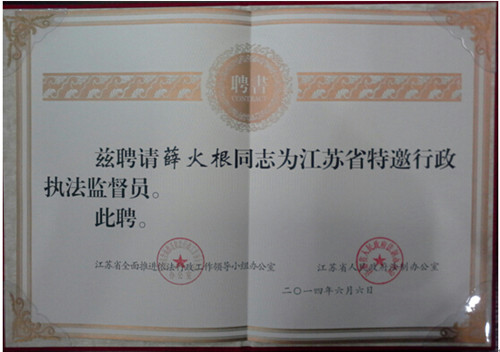 聘書
CONTRACT
兹聘请薛火根同志为江苏省特邀行政
执法监督员。
此聘。
江苏省全面推进依法行政工作领导小组办公室
江苏省人民政府法制办公室
二〇一四年六月六日